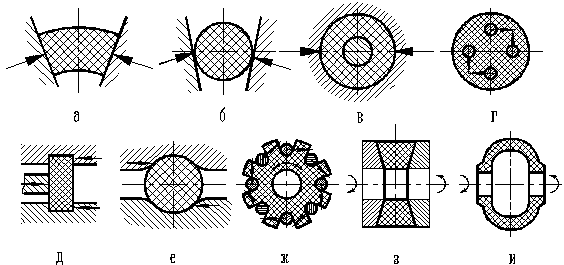 а б в г
д е ж з и